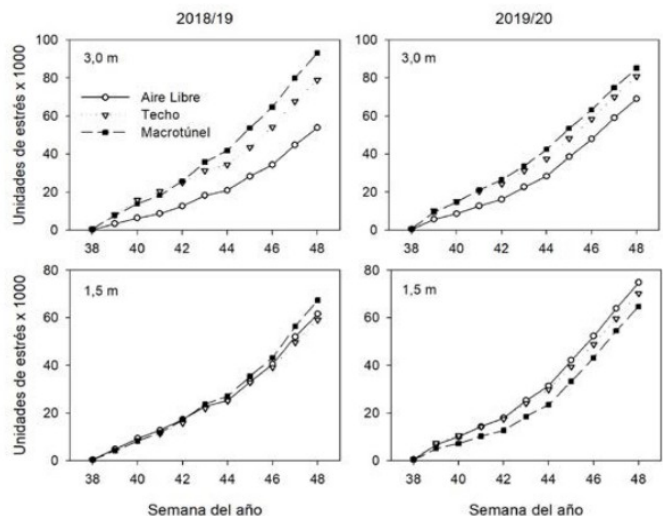 2018/19
2019/20
Unidades de estrés x 1000
100
80
60
40
20
0
3,0 m
Aire Libre
Techo
Macrotúnel
38 40 42 44 46 48
100
80
60
40
20
0
3,0 m
38 40 42 44 46 48
Unidades de estrés x 1000
80
60
40
20
0
1,5 m
38 40 42 44 46 48
Semana del año
80
60
40
20
0
1,5 m
38 40 42 44 46 48
Semana del año